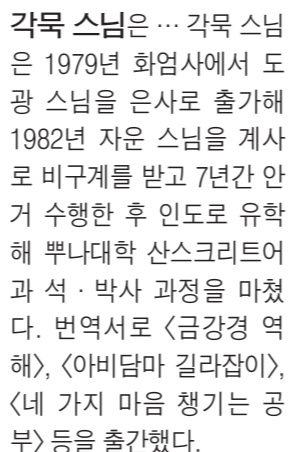 각묵 스님은 … 각묵 스님
은 1979년 화엄사에서 도
광 스님을 은사로 출가해
1982년 자운 스님을 계사
로 비구계를 받고 7년간 안
거 수행한 후 인도로 유학
해 뿌나대학 산스크리트어
과 석·박사 과정을 마쳤
다. 번역서로 〈금강경 역
해〉, 〈아비담마 길라잡이〉,
〈네 가지 마음 챙기는 공
부〉 등을 출간했다.